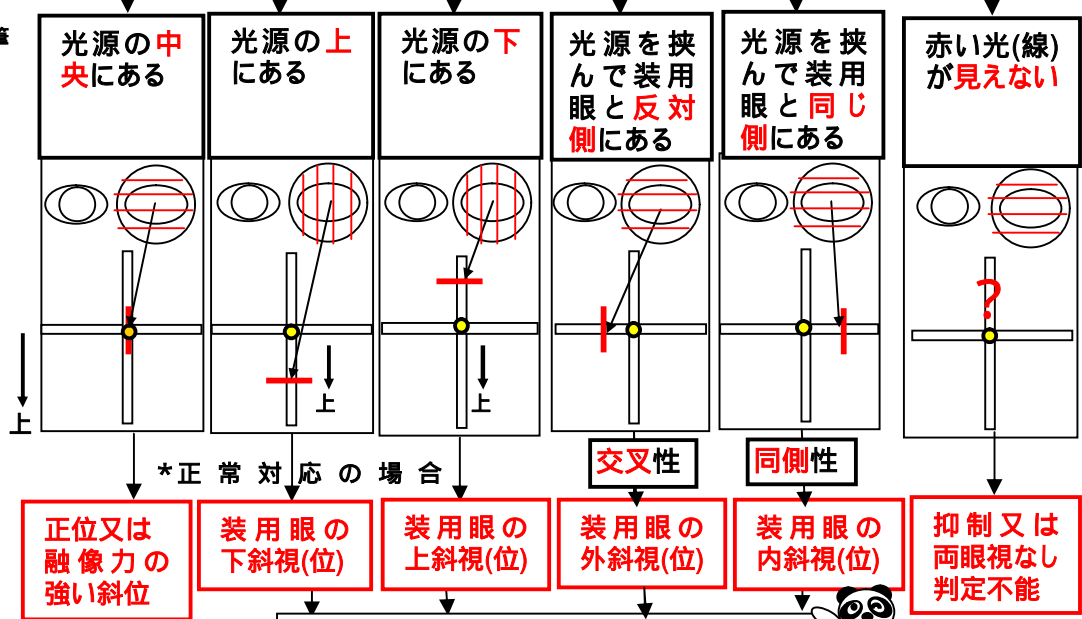 光源の中
央にある
光源の上
にある
光源の下
にある
光源を挟
んで装用
眼と反対
側にある
光源を挟
んで装用
眼と同じ
側にある
赤い光(線)
が見えない
?
上
上
上
*正常対応の場合
交叉性
同側性
正位又は
融像力の
強い斜位
装用眼の
下斜視(位)
装用眼の
上斜視(位)
装用眼の
外斜視(位)
装用眼の
内斜視(位)
抑制又は
両眼視なし
判定不能